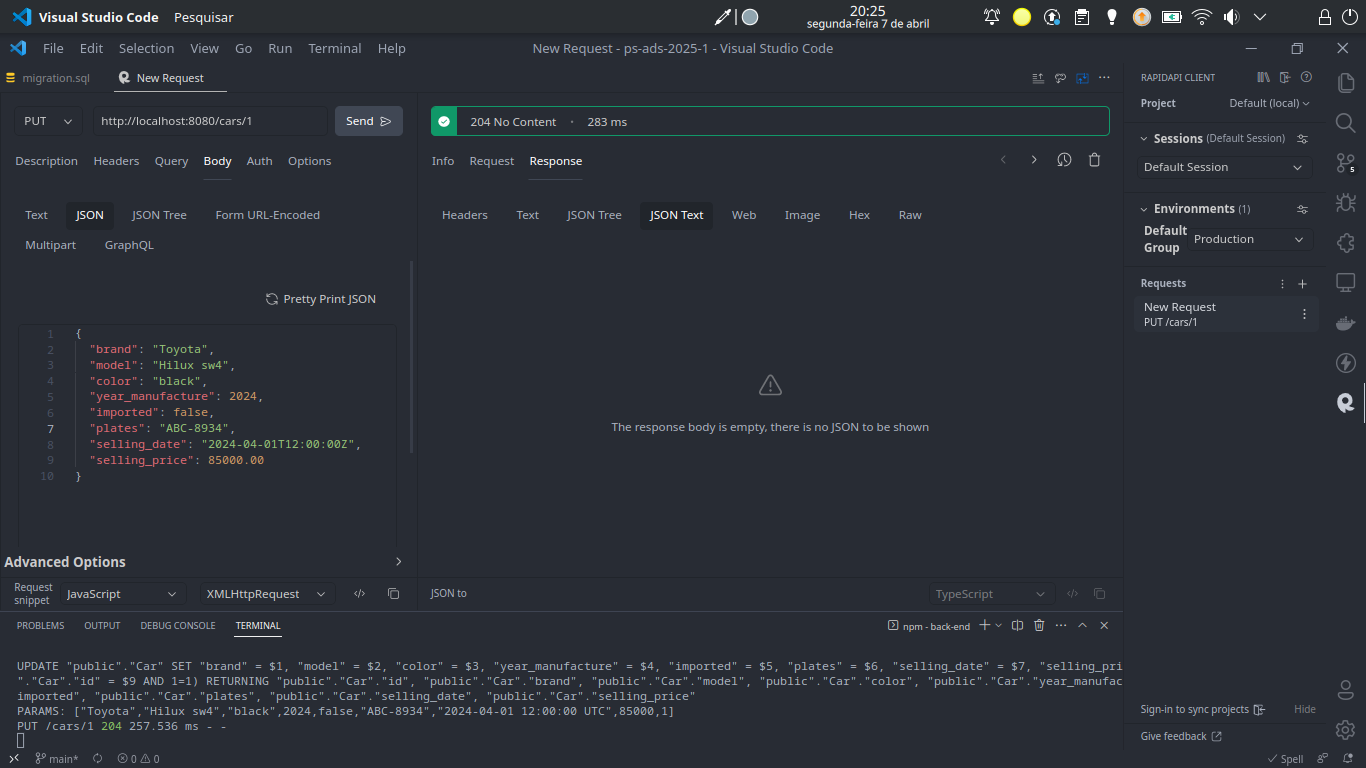 Visual Studio Code Pesquisar
20:25
segunda-feira 7 de abril
File Edit Selection View Go Run Terminal Help
New Request - ps-ads-2025-1 - Visual Studio Code
migration.sql New Request
RAPIDAPI CLIENT
Project Default (local)
PUT http://localhost:8080/cars/1 Send
204 No Content · 283 ms
Sessions (Default Session)
Default Session
Description Headers Query Body Auth Options
Info Request Response
Environments (1)
Default Group Production
Text JSON JSON Tree Form URL-Encoded
Multipart GraphQL
Headers Text JSON Tree JSON Text Web Image Hex Raw
Requests
New Request
PUT /cars/1
Pretty Print JSON
1 {
2 "brand": "Toyota",
3 "model": "Hilux sw4",
4 "color": "black",
5 "year_manufacture": 2024,
6 "imported": false,
7 "plates": "ABC-8934",
8 "selling_date": "2024-04-01T12:00:00Z",
9 "selling_price": 85000.00
10 }
The response body is empty, there is no JSON to be shown
Advanced Options
Request snippet JavaScript XMLHttpRequest
JSON to TypeScript
PROBLEMS OUTPUT DEBUG CONSOLE TERMINAL
npm - back-end
UPDATE "public"."Car" SET "brand" = $1, "model" = $2, "color" = $3, "year_manufacture" = $4, "imported" = $5, "plates" = $6, "selling_date" = $7, "selling_pri
"."Car"."id" = $9 AND 1=1) RETURNING "public"."Car"."id", "public"."Car"."brand", "public"."Car"."model", "public"."Car"."color", "public"."Car"."year_manufac
imported", "public"."Car"."plates", "public"."Car"."selling_date", "public"."Car"."selling_price"
PARAMS: ["Toyota","Hilux sw4","black",2024,false,"ABC-8934","2024-04-01 12:00:00 UTC",85000,1]
PUT /cars/1 204 257.536 ms - -
Sign-in to sync projects Hide
Give feedback
5
main* 0 0
Spell